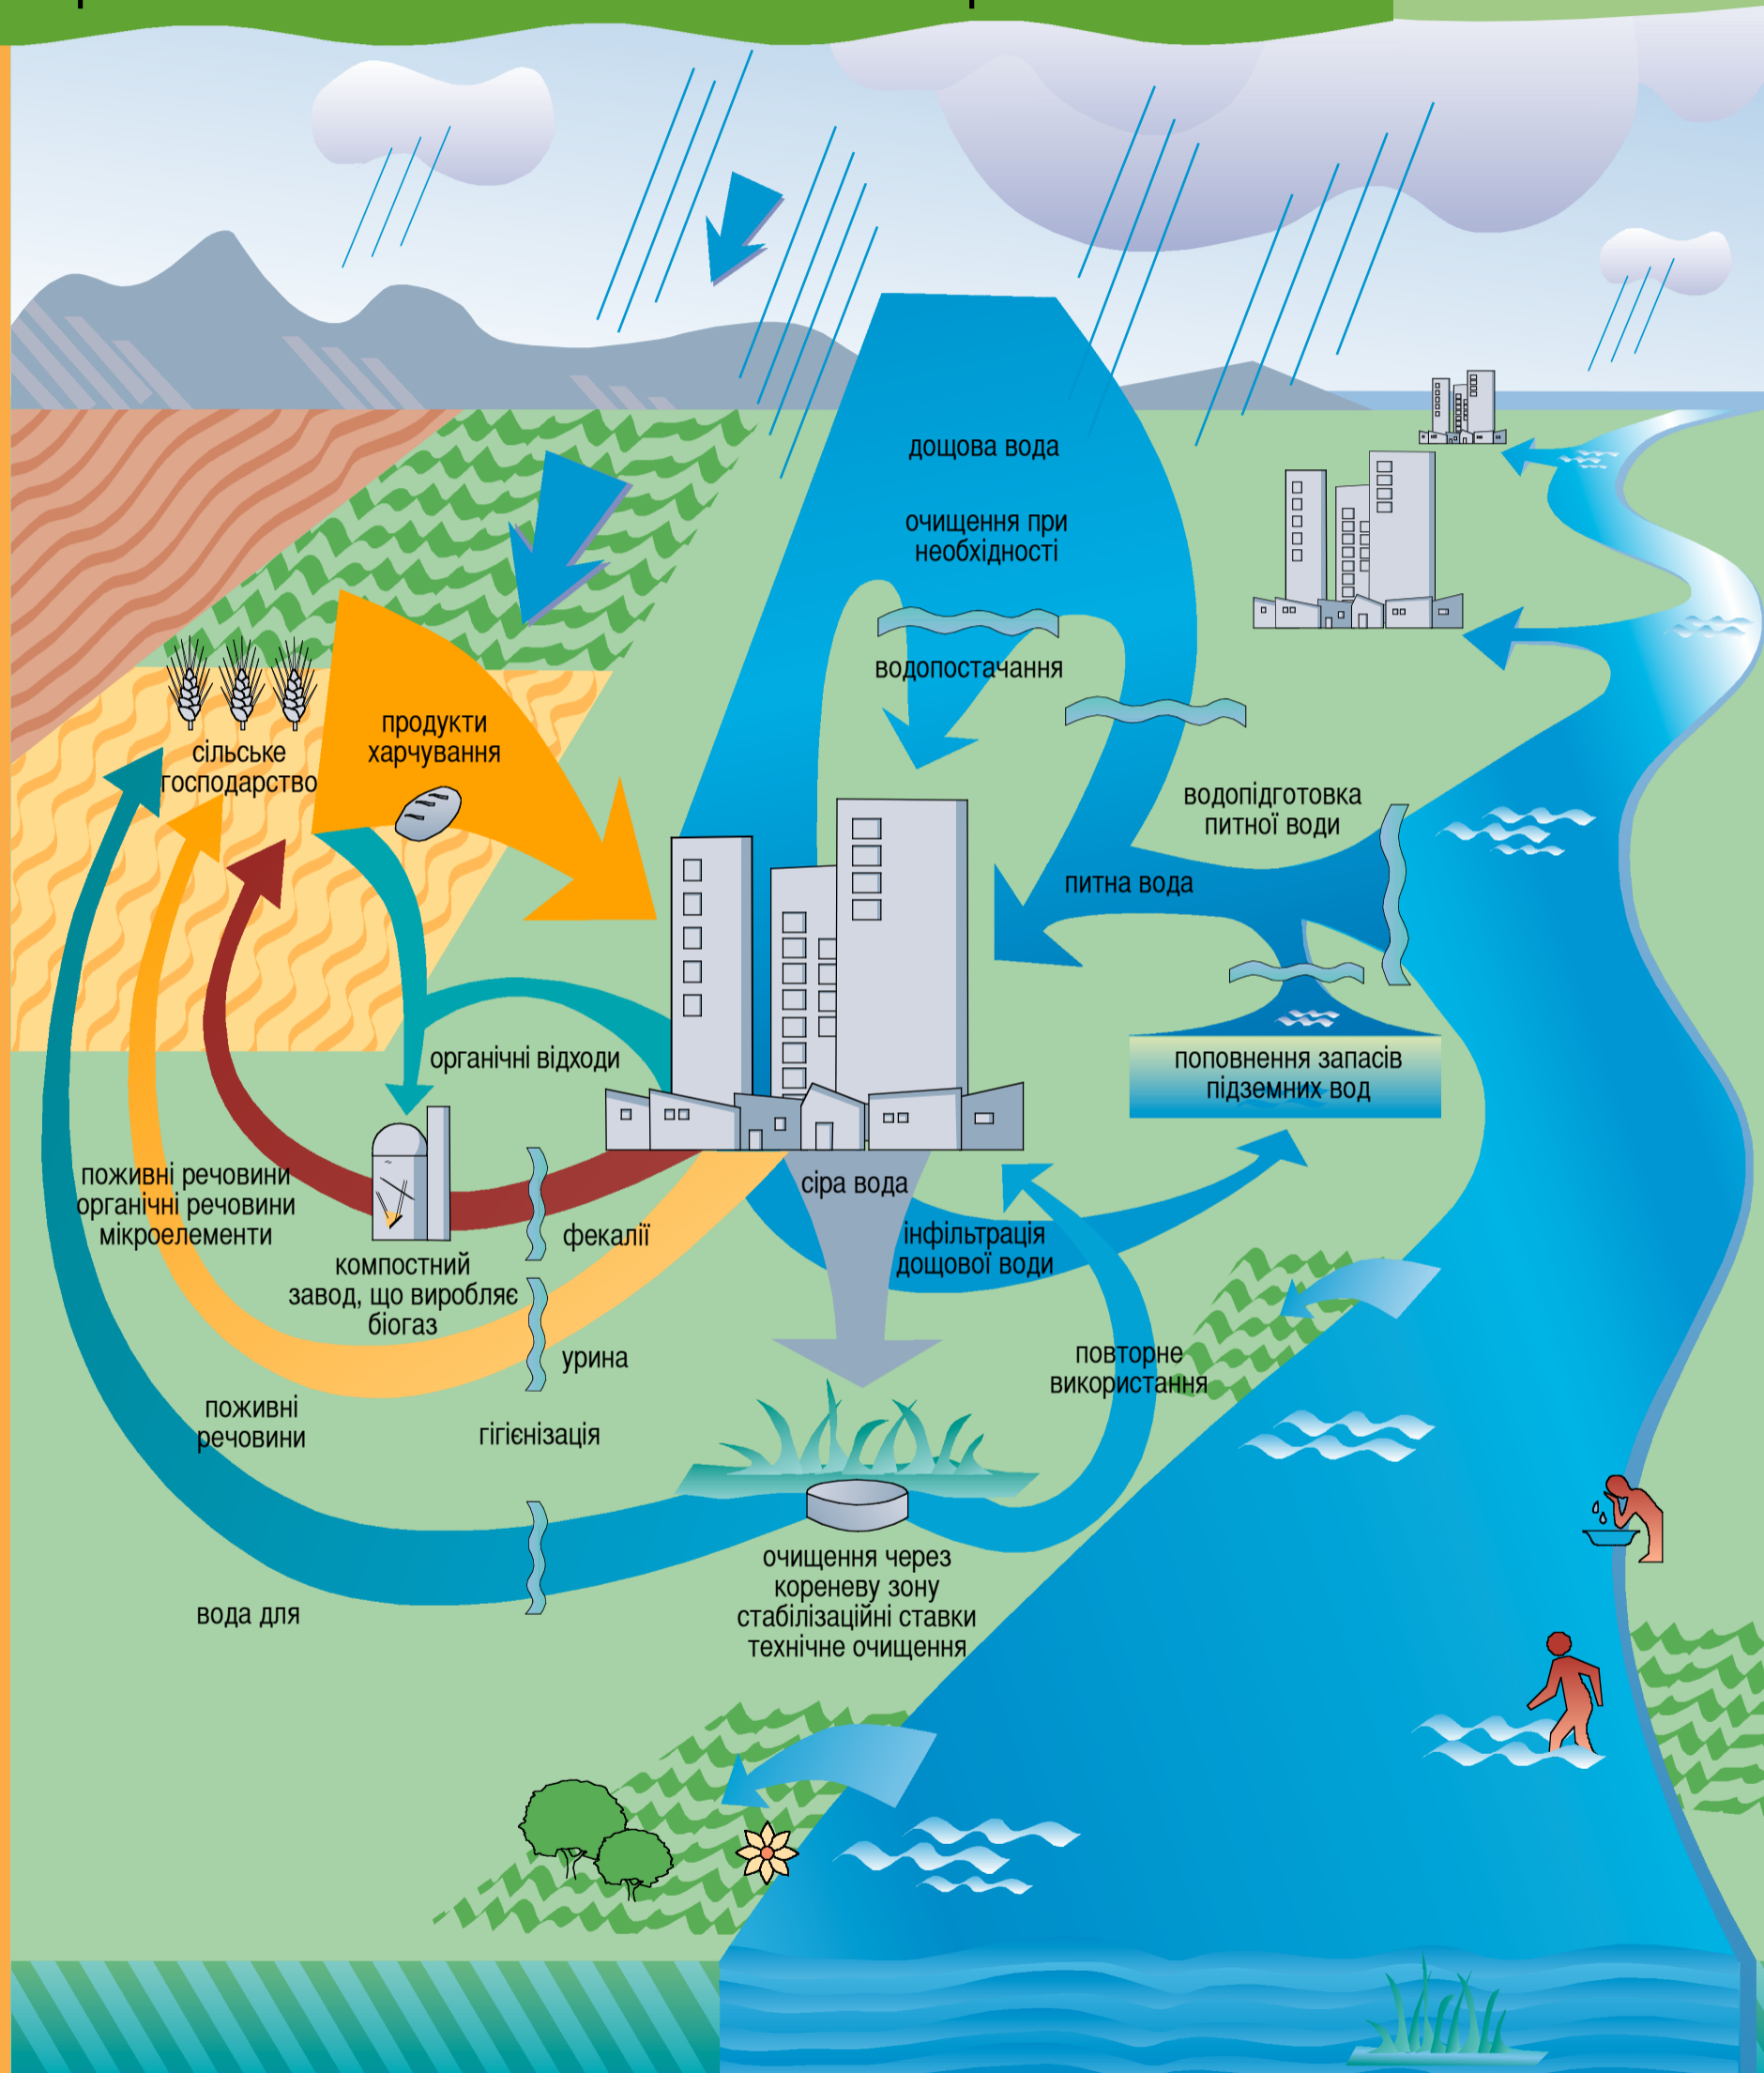 дощова вода
очищення при
необхідності
водопостачання
продукти
харчування
сільське
господарство
водопідготовка
питної води
питна вода
органічні відходи
поповнення запасів
підземних вод
поживні речовини
органічні речовини
мікроелементи
сіра вода
фекалії
інфільтрація
дощової води
компостний
завод, що виробляє
біогаз
урина
повторне
використання
поживні
речовини
гігієнізація
очищення через
кореневу зону
стабілізаційні ставки
технічне очищення
вода для